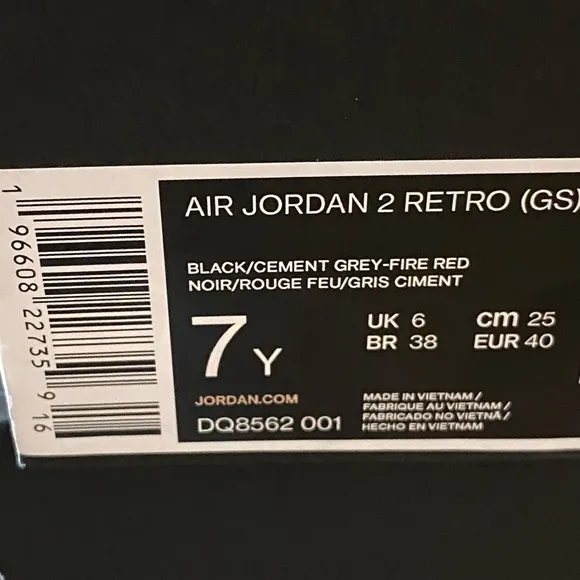 AIR JORDAN 2 RETRO (GS)
BLACK/CEMENT GREY-FIRE RED
NOIR/ROUGE FEU/GRIS CIMENT
7 Y
UK 6 cm 25
BR 38 EUR 40
JORDAN.COM
DQ8562 001
MADE IN VIETNAM /
FABRIQUE AU VIETNAM /
FABRICADO NO VIETNÃ /
HECHO EN VIETNAM
1 96608 22735 9 16